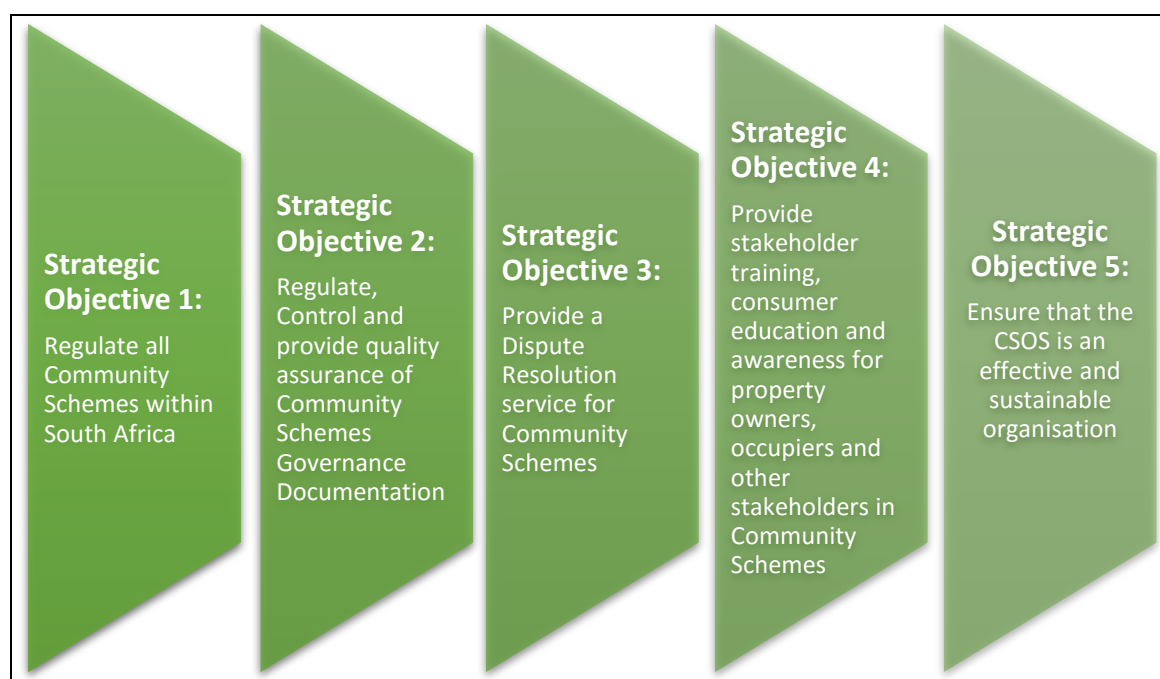 Strategic
Objective 1:
Regulate all
Community
Schemes within
South Africa
Strategic
Objective 2:
Regulate,
Control and
provide quality
assurance of
Community
Schemes
Governance
Documentation
Strategic
Objective 3:
Provide a
Dispute
Resolution
service for
Community
Schemes
Strategic
Objective 4:
Provide
stakeholder
training,
consumer
education and
awareness for
property
owners,
occupiers and
other
stakeholders in
Community
Schemes
Strategic
Objective 5:
Ensure that the
CSOS is an
effective and
sustainable
organisation